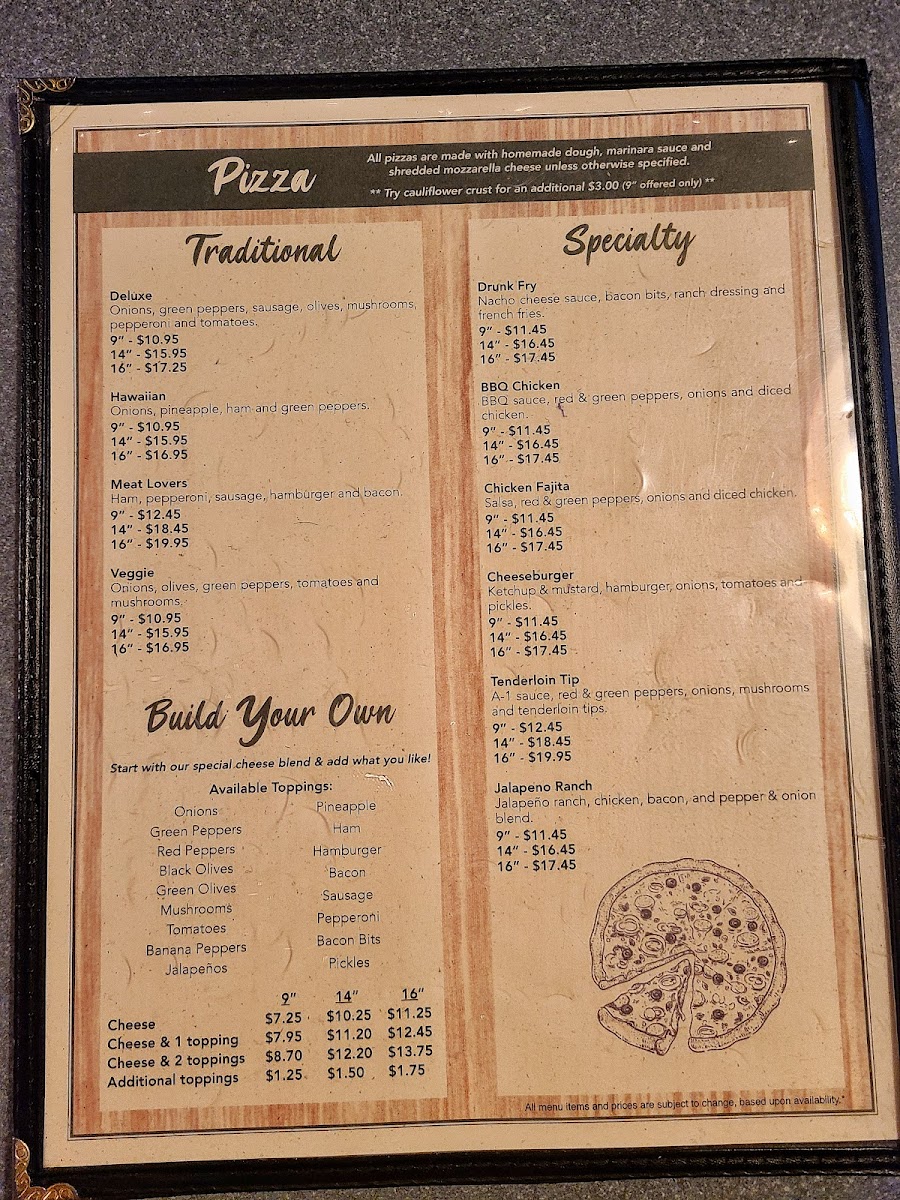 Pizza
All pizzas are made with homemade dough, marinara sauce and
shredded mozzarella cheese unless otherwise specified.
** Try cauliflower crust for an additional $3.00 (9" offered only) **
Traditional
Deluxe
Onions, green peppers, sausage, olives, mushrooms,
pepperoni and tomatoes.
9" - $10.95
14" - $15.95
16" - $17.25
Hawaiian
Onions, pineapple, ham and green peppers.
9" - $10.95
14" - $15.95
16" - $16.95
Meat Lovers
Ham, pepperoni, sausage, hamburger and bacon.
9" - $12.45
14" - $18.45
16" - $19.95
Veggie
Onions, olives, green peppers, tomatoes and
mushrooms.
9" - $10.95
14" - $15.95
16" - $16.95
Build Your Own
Start with our special cheese blend & add what you like!
Available Toppings:
Onions
Green Peppers
Red Peppers
Black Olives
Green Olives
Mushrooms
Tomatoes
Banana Peppers
Jalapeños
Pineapple
Ham
Hamburger
Bacon
Sausage
Pepperoni
Bacon Bits
Pickles
9" 14" 16"
Cheese $7.25 $10.25 $11.25
Cheese & 1 topping $7.95 $11.20 $12.45
Cheese & 2 toppings $8.70 $12.20 $13.75
Additional toppings $1.25 $1.50 $1.75
Specialty
Drunk Fry
Nacho cheese sauce, bacon bits, ranch dressing and
french fries.
9" - $11.45
14" - $16.45
16" - $17.45
BBQ Chicken
BBQ sauce, red & green peppers, onions and diced
chicken.
9" - $11.45
14" - $16.45
16" - $17.45
Chicken Fajita
Salsa, red & green peppers, onions and diced chicken.
9" - $11.45
14" - $16.45
16" - $17.45
Cheeseburger
Ketchup & mustard, hamburger, onions, tomatoes and
pickles.
9" - $11.45
14" - $16.45
16" - $17.45
Tenderloin Tip
A-1 sauce, red & green peppers, onions, mushrooms
and tenderloin tips.
9" - $12.45
14" - $18.45
16" - $19.95
Jalapeno Ranch
Jalapeño ranch, chicken, bacon, and pepper & onion
blend.
9" - $11.45
14" - $16.45
16" - $17.45
All menu items and prices are subject to change, based upon availability.*